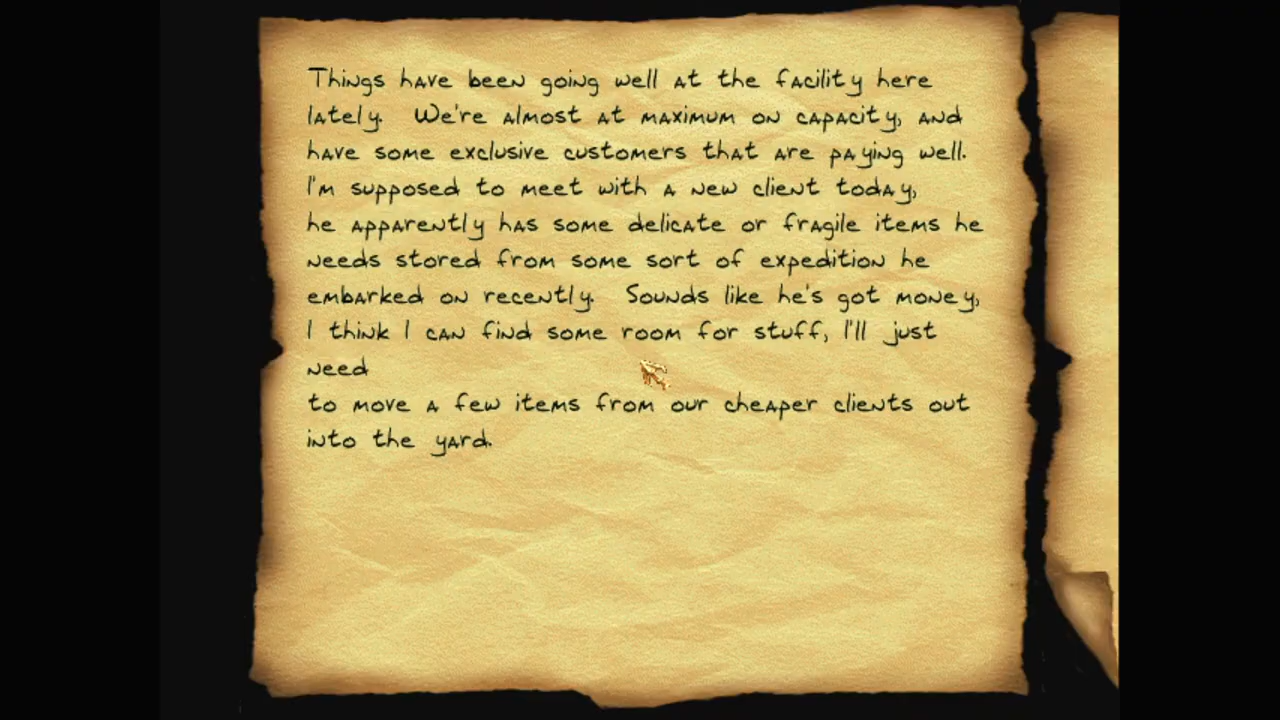 Things have been going well at the facility here
lately.  We're almost at maximum on capacity, and
have some exclusive customers that are paying well.
I'm supposed to meet with a new client today,
he apparently has some delicate or fragile items he
needs stored from some sort of expedition he
embarked on recently.  Sounds like he's got money,
I think I can find some room for stuff, I'll just
need
to move a few items from our cheaper clients out
into the yard.